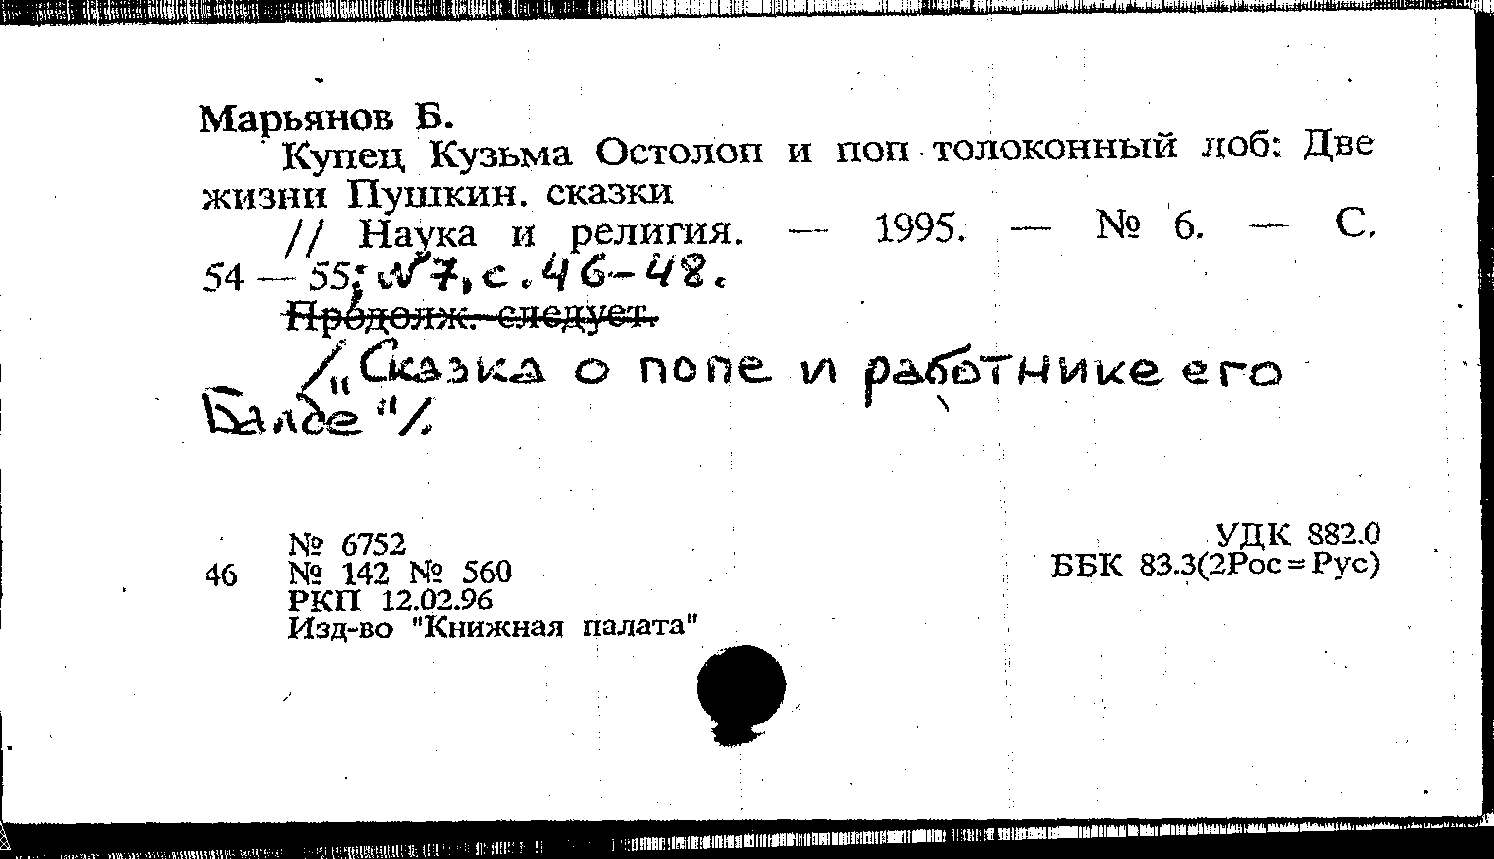 Марьянов Б.
Купец Кузьма Остолоп и поп толоконный лоб: Две
жизни Пушкин. сказки
// Наука и религия. — 1995. — № 6. — С.
54 — 55; №7, с. 46-48.
Продолж. следует.
/„Сказка о попе и работнике его
Балде"/.
№ 6752
46 № 142 № 560
РКП 12.02.96
Изд-во "Книжная палата"
УДК 882.0
ББК 83.3(2Рос=Рус)